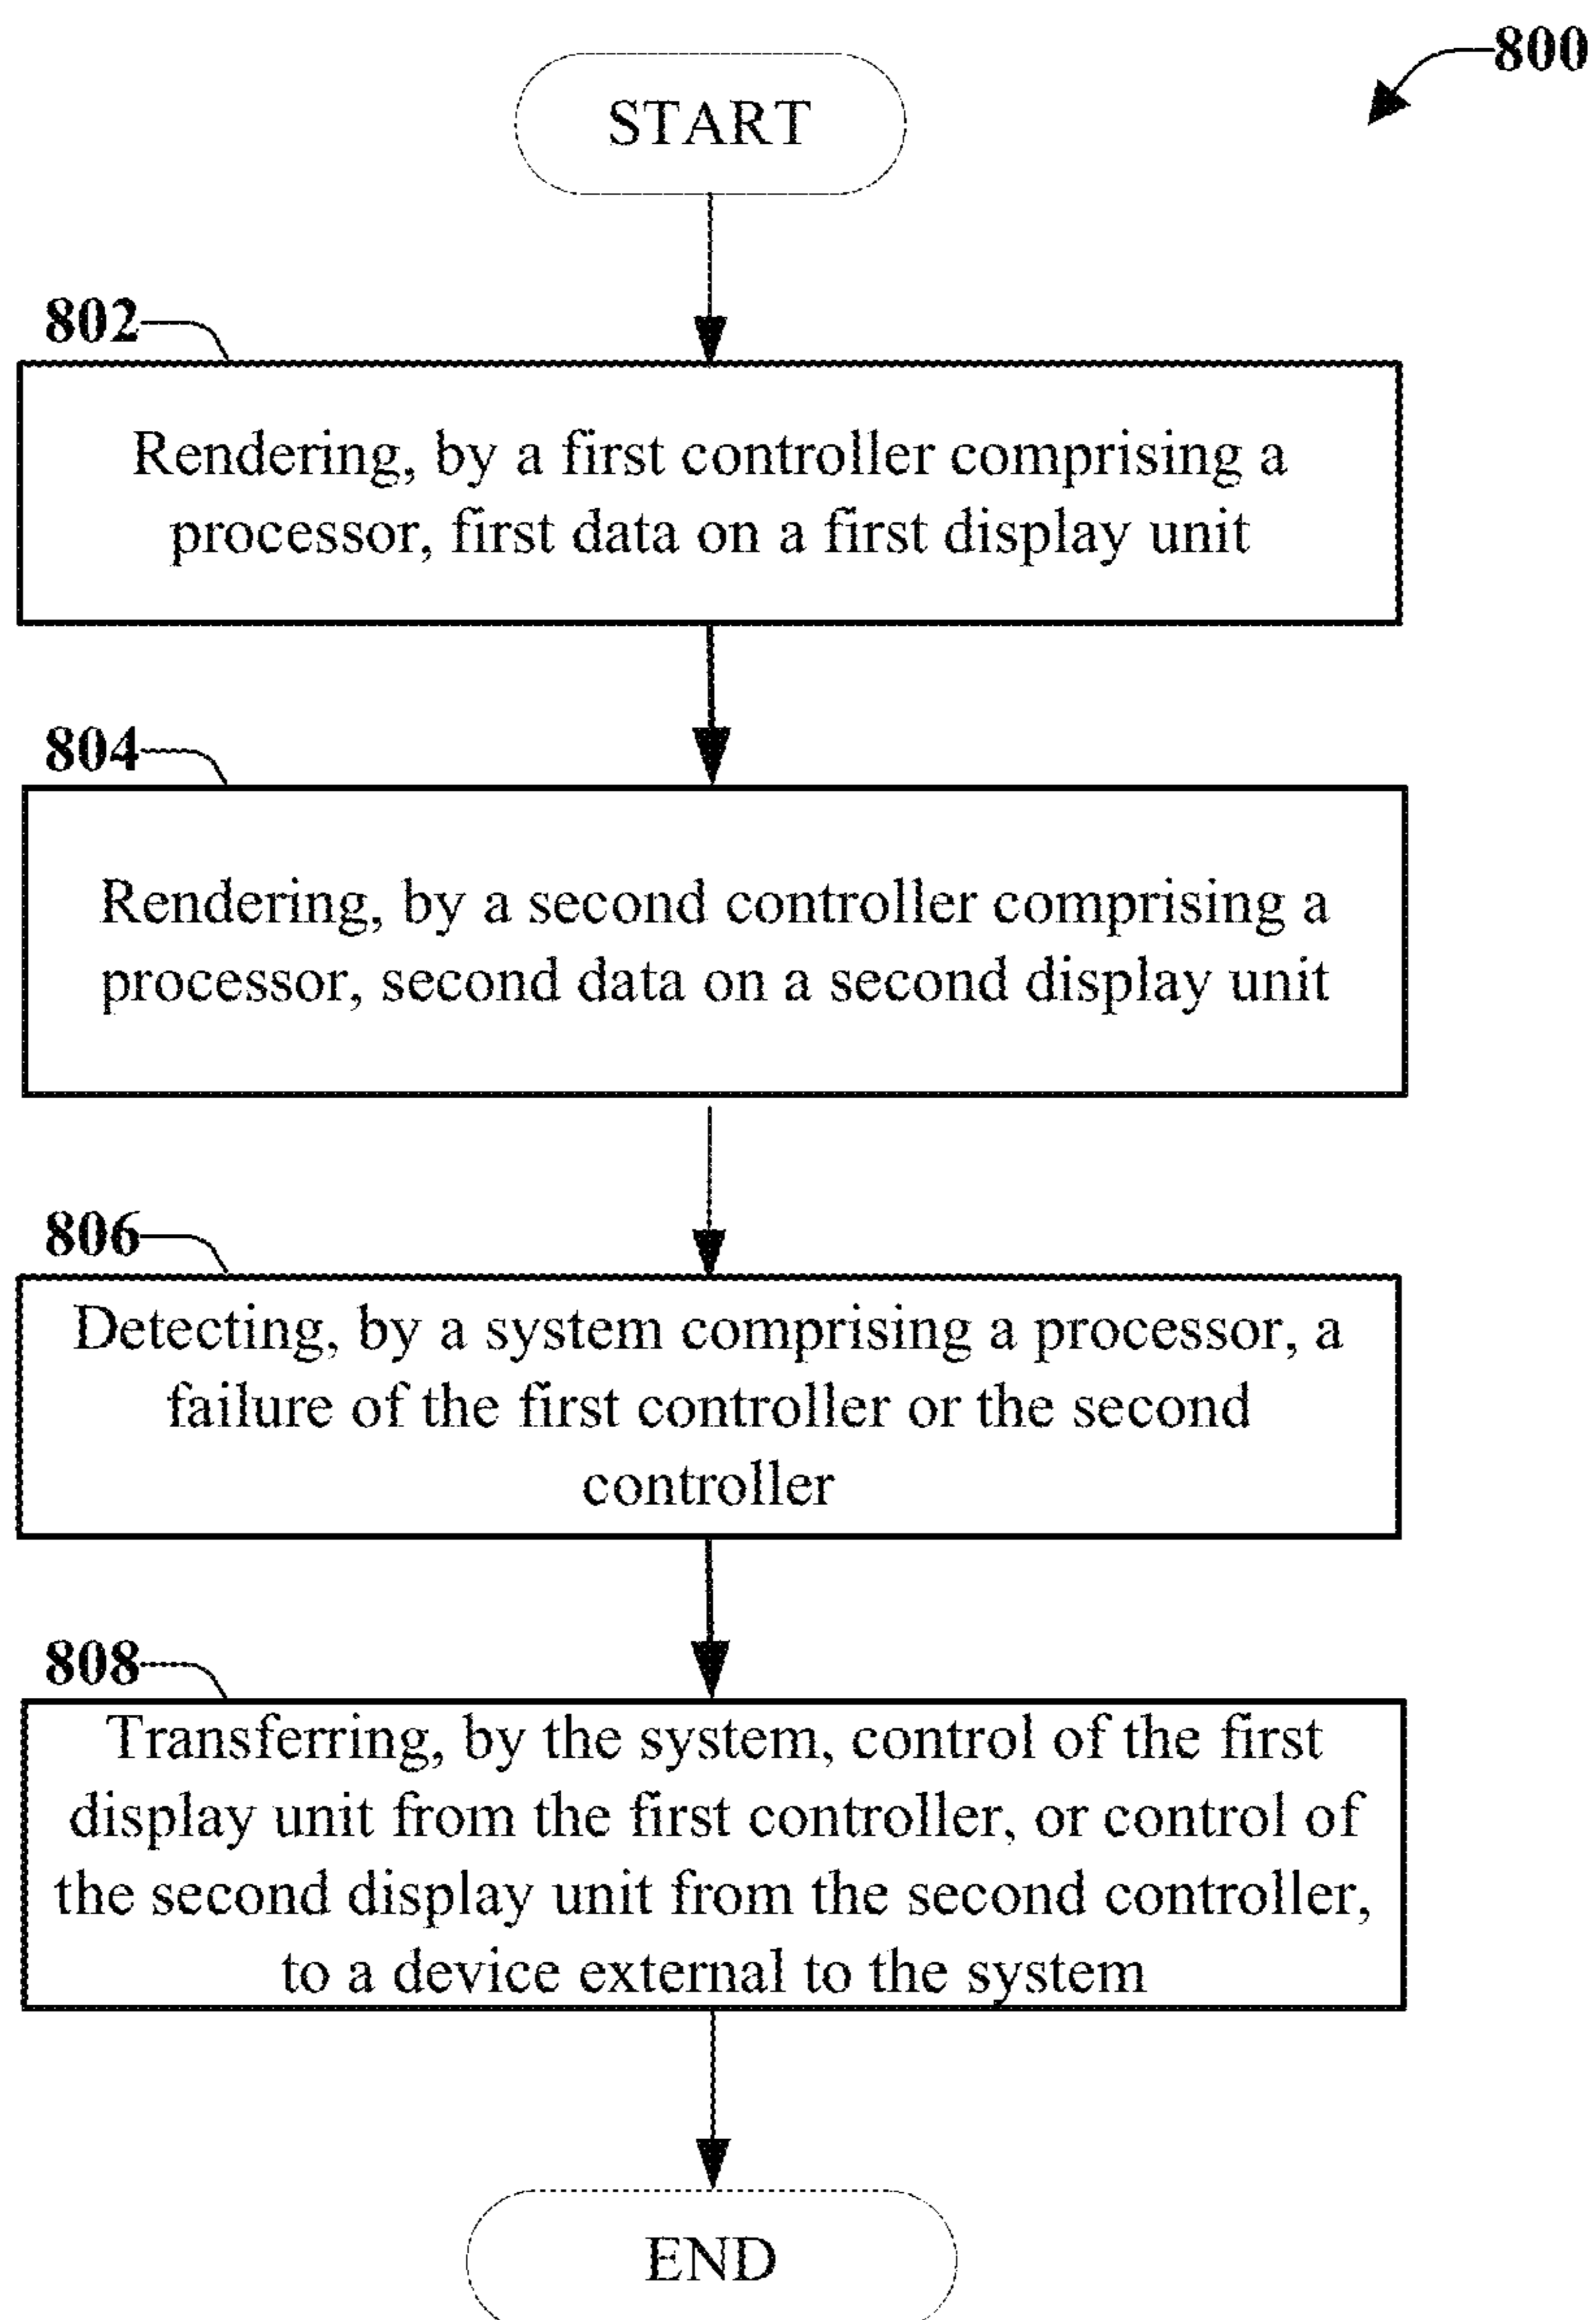 800
START
802
Rendering, by a first controller comprising a
processor, first data on a first display unit
804
Rendering, by a second controller comprising a
processor, second data on a second display unit
806
Detecting, by a system comprising a processor, a
failure of the first controller or the second
controller
808
Transferring, by the system, control of the first
display unit from the first controller, or control of
the second display unit from the second controller,
to a device external to the system
END